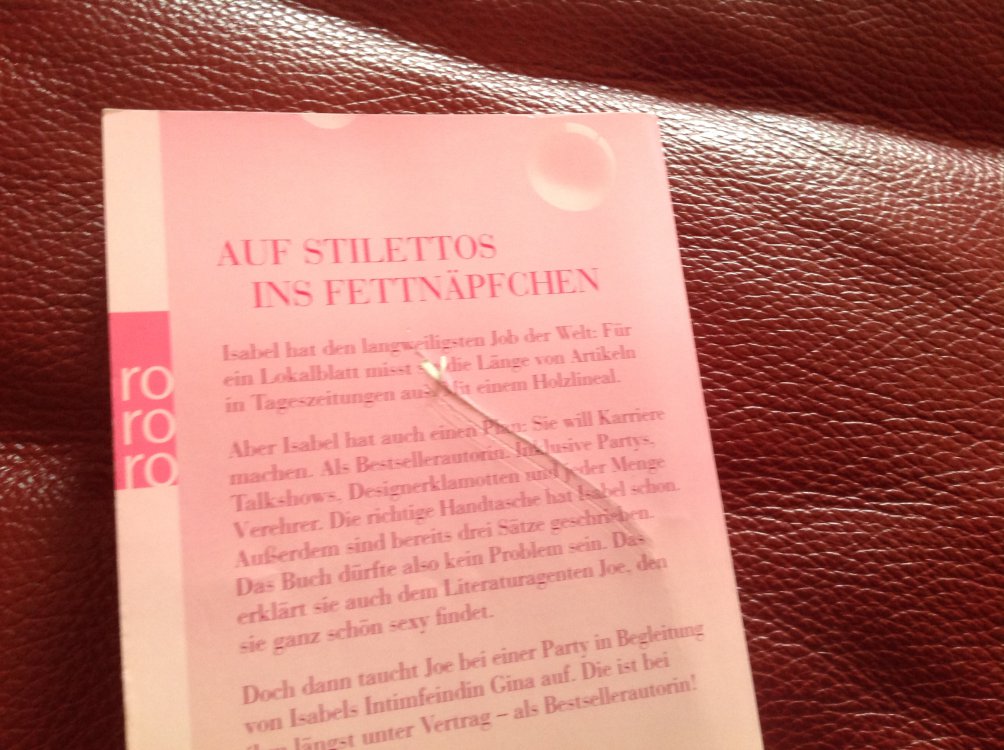 AUF STILETTOS
INS FETTNÄPFCHEN
Isabel hat den langweiligsten Job der Welt: Für
ein Lokalblatt misst sie die Länge von Artikeln
in Tageszeitungen aus. Mit einem Holzlineal.
Aber Isabel hat auch einen Plan: Sie will Karriere
machen. Als Bestsellerautorin. Inklusive Partys,
Talkshows, Designerklamotten und jeder Menge
Verehrer. Die richtige Handtasche hat Isabel schon.
Außerdem sind bereits drei Sätze geschrieben.
Das Buch dürfte also kein Problem sein. Das
erklärt sie auch dem Literaturagenten Joe, den
sie ganz schön sexy findet.
Doch dann taucht Joe bei einer Party in Begleitung
von Isabels Intimfeindin Gina auf. Die ist bei
ihm längst unter Vertrag – als Bestsellerautorin!
ro
ro
ro